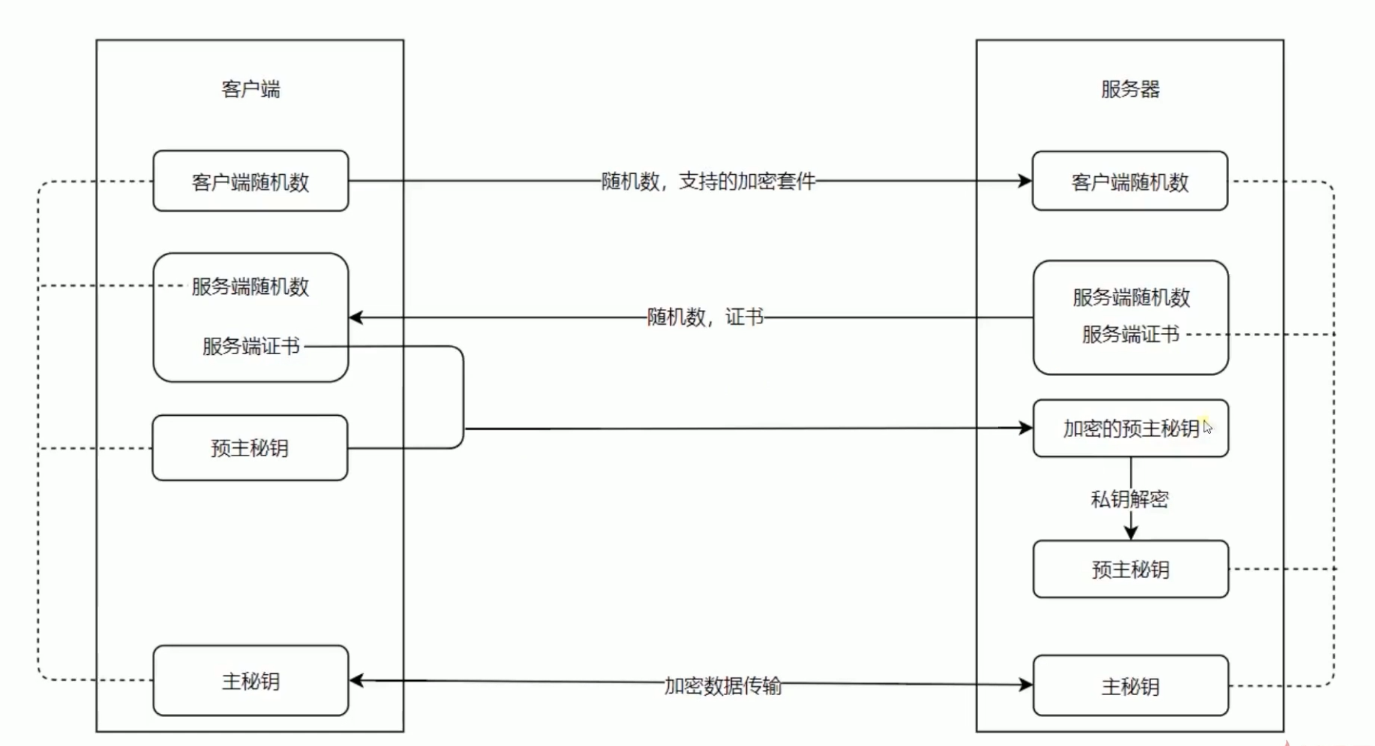 客户端
服务器
客户端随机数
随机数，支持的加密套件
客户端随机数
服务端随机数
服务端证书
随机数，证书
服务端随机数
服务端证书
预主秘钥
加密的预主秘钥
私钥解密
预主秘钥
主秘钥
加密数据传输
主秘钥